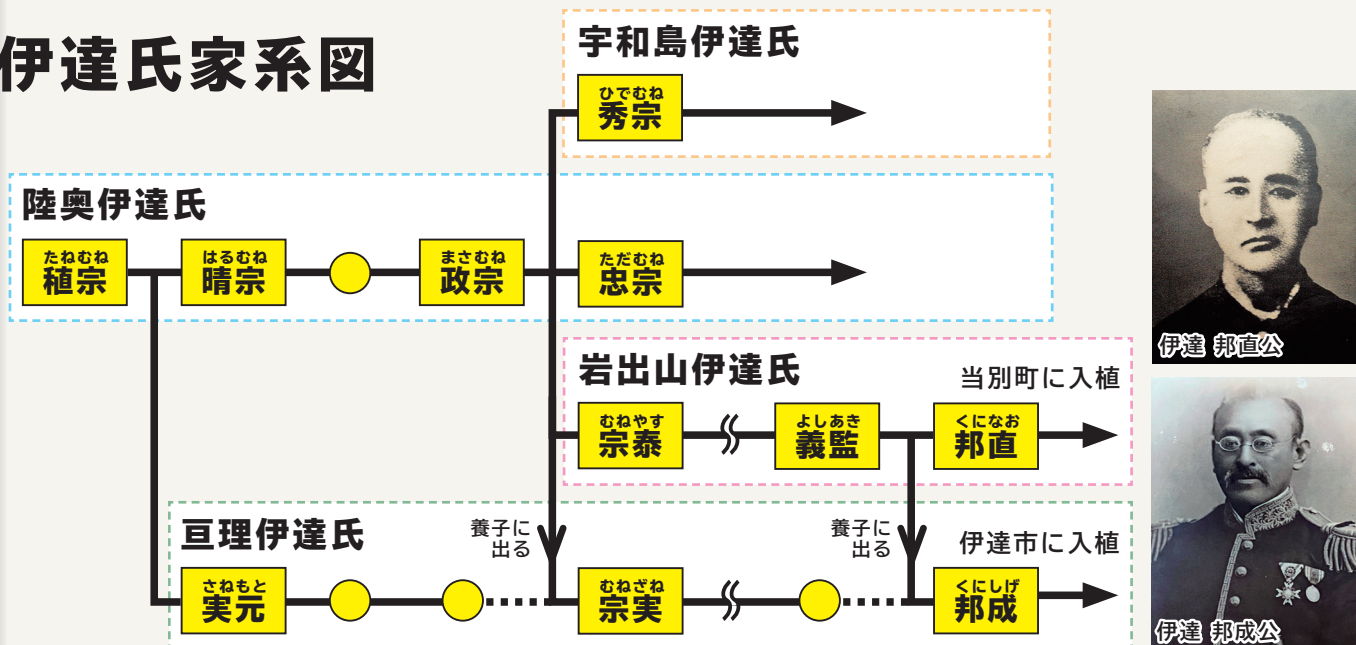 伊達氏家系図
宇和島伊達氏
ひでむね
秀宗
陸奥伊達氏
たねむね
稙宗
はるむね
晴宗
まさむね
政宗
ただむね
忠宗
岩出山伊達氏
当別町に入植
むねやす
宗泰
よしあき
義監
くになお
邦直
亘理伊達氏
養子に
出る
養子に
出る
伊達市に入植
さねもと
実元
むねざね
宗実
くにしげ
邦成
伊達 邦直公
伊達 邦成公